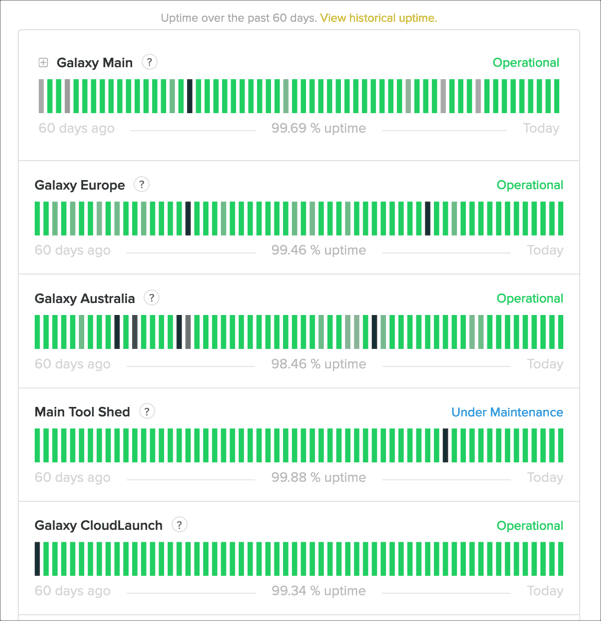 Uptime over the past 60 days. View historical uptime.
Galaxy Main ? Operational
60 days ago 99.69 % uptime Today
Galaxy Europe ? Operational
60 days ago 99.46 % uptime Today
Galaxy Australia ? Operational
60 days ago 98.46 % uptime Today
Main Tool Shed ? Under Maintenance
60 days ago 99.88 % uptime Today
Galaxy CloudLaunch ? Operational
60 days ago 99.34 % uptime Today